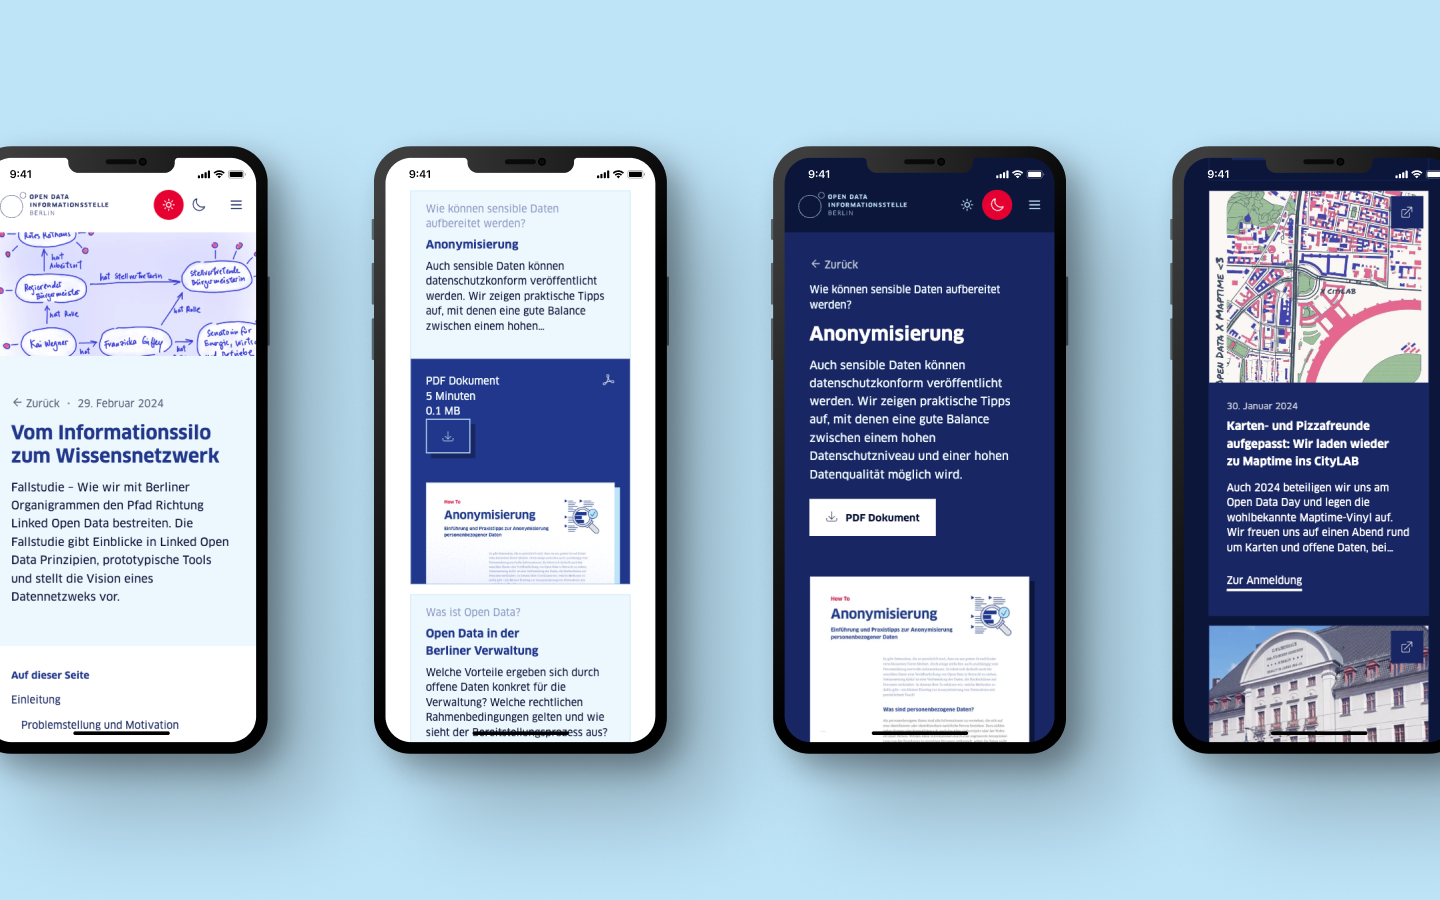 9:41
OPEN DATA
INFORMATIONSSTELLE
BERLIN
Rotes Rathaus
hat
Arbeitsort
hat Stellvertreterin
Stellvertretende
Bürgermeisterin
Regierender
Bürgermeister
hat Rolle
hat Rolle
Kai Wegner
hat
Franziska Giffey
hat
Senatorin für
Energie,
und Betriebe
← Zurück · 29. Februar 2024
Vom Informationssilo
zum Wissensnetzwerk
Fallstudie – Wie wir mit Berliner
Organigrammen den Pfad Richtung
Linked Open Data bestreiten. Die
Fallstudie gibt Einblicke in Linked Open
Data Prinzipien, prototypische Tools
und stellt die Vision eines
Datennetzweks vor.
Auf dieser Seite
Einleitung
Problemstellung und Motivation
9:41
Wie können sensible Daten
aufbereitet werden?
Anonymisierung
Auch sensible Daten können
datenschutzkonform veröffentlicht
werden. Wir zeigen praktische Tipps
auf, mit denen eine gute Balance
zwischen einem hohen...
PDF Dokument
5 Minuten
0.1 MB
How To
Anonymisierung
Einführung und Praxistipps zur Anonymisierung
personenbezogener Daten
Was ist Open Data?
Open Data in der
Berliner Verwaltung
Welche Vorteile ergeben sich durch
offene Daten konkret für die
Verwaltung? Welche rechtlichen
Rahmenbedingungen gelten und wie
sieht der Bereitstellungsprozess aus?
9:41
OPEN DATA
INFORMATIONSSTELLE
BERLIN
← Zurück
Wie können sensible Daten aufbereitet
werden?
Anonymisierung
Auch sensible Daten können
datenschutzkonform veröffentlicht
werden. Wir zeigen praktische Tipps
auf, mit denen eine gute Balance
zwischen einem hohen
Datenschutzniveau und einer hohen
Datenqualität möglich wird.
PDF Dokument
How To
Anonymisierung
Einführung und Praxistipps zur Anonymisierung
personenbezogener Daten
Was sind personenbezogene Daten?
9:41
OPEN DATA X MAPTIME <3
x CITYLAB
30. Januar 2024
Karten- und Pizzafreunde
aufgepasst: Wir laden wieder
zu Maptime ins CityLAB
Auch 2024 beteiligen wir uns am
Open Data Day und legen die
wohlbekannte Maptime-Vinyl auf.
Wir freuen uns auf einen Abend rund
um Karten und offene Daten, bei...
Zur Anmeldung